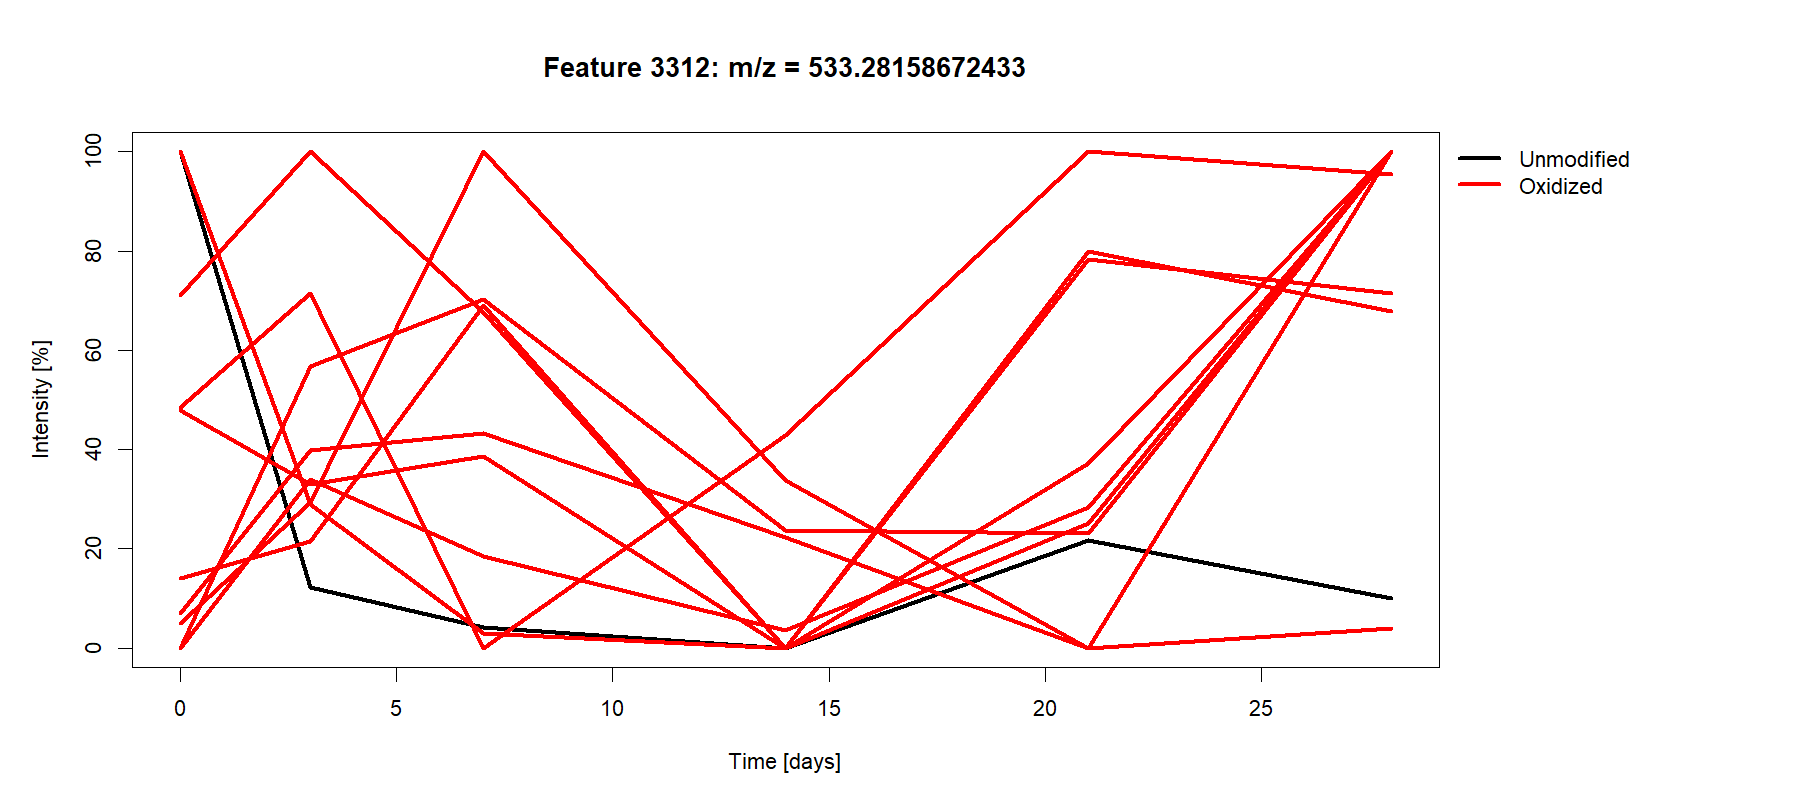 Feature 3312: m/z = 533.28158672433
Unmodified
Oxidized
Intensity [%]
100
80
60
40
20
0
0 5 10 15 20 25
Time [days]